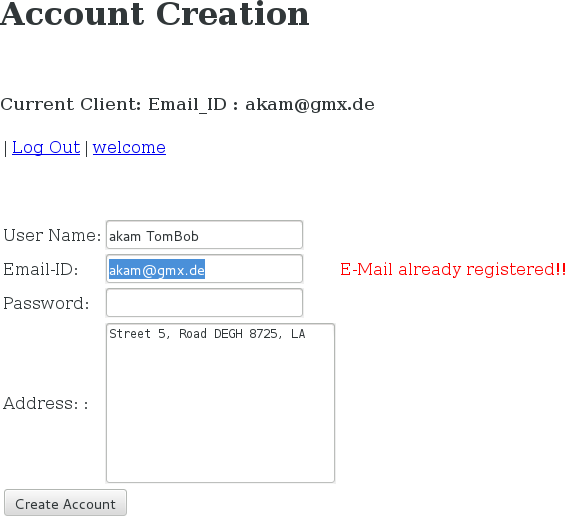 Account Creation
Current Client: Email_ID : akam@gmx.de
| Log Out | welcome
User Name: akam TomBob
Email-ID: akam@gmx.de E-Mail already registered!!
Password:
Street 5, Road DEGH 8725, LA
Address: :
Create Account